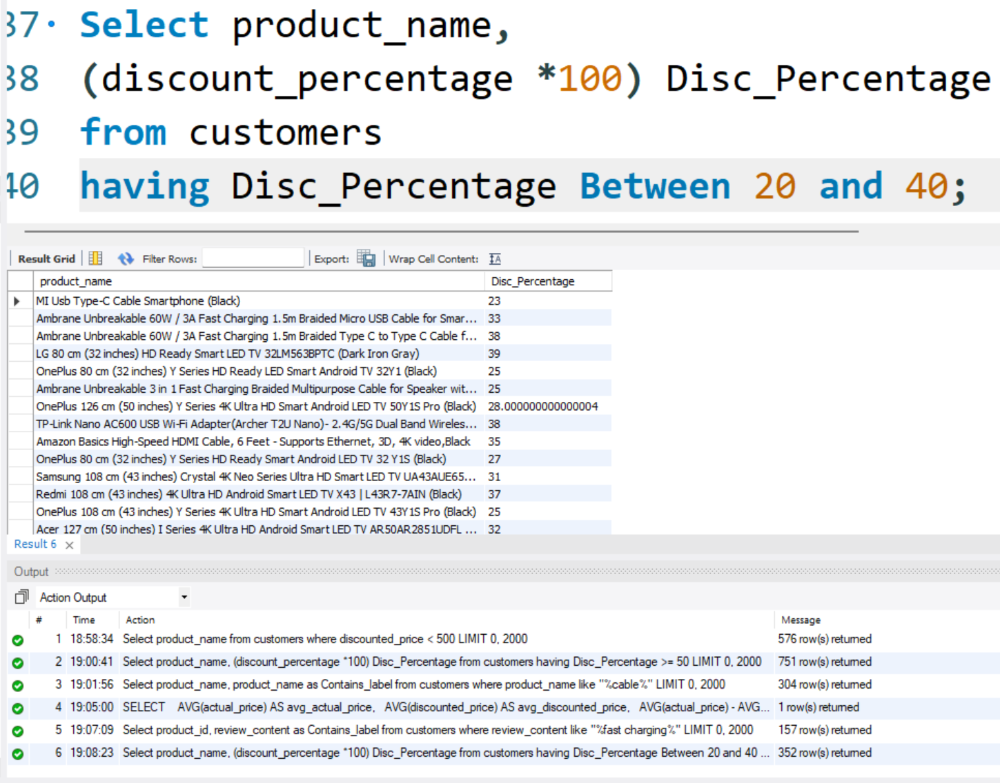 37 Select product_name,
38 (discount_percentage *100) Disc_Percentage
39 from customers
40 having Disc_Percentage Between 20 and 40;
Result Grid Filter Rows: Export: Wrap Cell Content:
product_name Disc_Percentage
MI Usb Type-C Cable Smartphone (Black) 23
Ambrane Unbreakable 60W / 3A Fast Charging 1.5m Braided Micro USB Cable for Smar... 33
Ambrane Unbreakable 60W / 3A Fast Charging 1.5m Braided Type C to Type C Cable f... 38
LG 80 cm (32 inches) HD Ready Smart LED TV 32LM563BPTC (Dark Iron Gray) 39
OnePlus 80 cm (32 inches) Y Series HD Ready LED Smart Android TV 32Y1 (Black) 25
Ambrane Unbreakable 3 in 1 Fast Charging Braided Multipurpose Cable for Speaker wit... 25
OnePlus 126 cm (50 inches) Y Series 4K Ultra HD Smart Android LED TV 50Y1S Pro (Black) 28.000000000000004
TP-Link Nano AC600 USB Wi-Fi Adapter(Archer T2U Nano)- 2.4G/5G Dual Band Wireles... 38
Amazon Basics High-Speed HDMI Cable, 6 Feet - Supports Ethernet, 3D, 4K video,Black 35
OnePlus 80 cm (32 inches) Y Series HD Ready Smart Android LED TV 32 Y1S (Black) 27
Samsung 108 cm (43 inches) Crystal 4K Neo Series Ultra HD Smart LED TV UA43AUE65... 31
Redmi 108 cm (43 inches) 4K Ultra HD Android Smart LED TV X43 | L43R7-7AIN (Black) 37
OnePlus 108 cm (43 inches) Y Series 4K Ultra HD Smart Android LED TV 43Y1S Pro (Black) 25
Acer 127 cm (50 inches) I Series 4K Ultra HD Android Smart LED TV AR50AR2851UDFL ... 32
Result 6
Output
Action Output
# Time Action Message
1 18:58:34 Select product_name from customers where discounted_price < 500 LIMIT 0, 2000 576 row(s) returned
2 19:00:41 Select product_name, (discount_percentage *100) Disc_Percentage from customers having Disc_Percentage >= 50 LIMIT 0, 2000 751 row(s) returned
3 19:01:56 Select product_name, product_name as Contains_label from customers where product_name like "%cable%" LIMIT 0, 2000 304 row(s) returned
4 19:05:00 SELECT AVG(actual_price) AS avg_actual_price, AVG(discounted_price) AS avg_discounted_price, AVG(actual_price) - AVG... 1 row(s) returned
5 19:07:09 Select product_id, review_content as Contains_label from customers where review_content like "%fast charging%" LIMIT 0, 2000 157 row(s) returned
6 19:08:23 Select product_name, (discount_percentage *100) Disc_Percentage from customers having Disc_Percentage Between 20 and 40 ... 352 row(s) returned